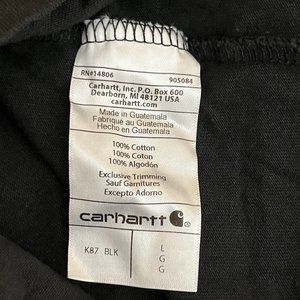 RN#14806 905084
Carhartt, Inc. P.O. Box 600
Dearborn, MI 48121 USA
carhartt.com
Made in Guatemala
Fabriqué au Guatemala
Hecho en Guatemala
100% Cotton
100% Coton
100% Algodón
Exclusive Trimming
Sauf Garnitures
Excepto Adorno
carhartt
K87 BLK L
G
G